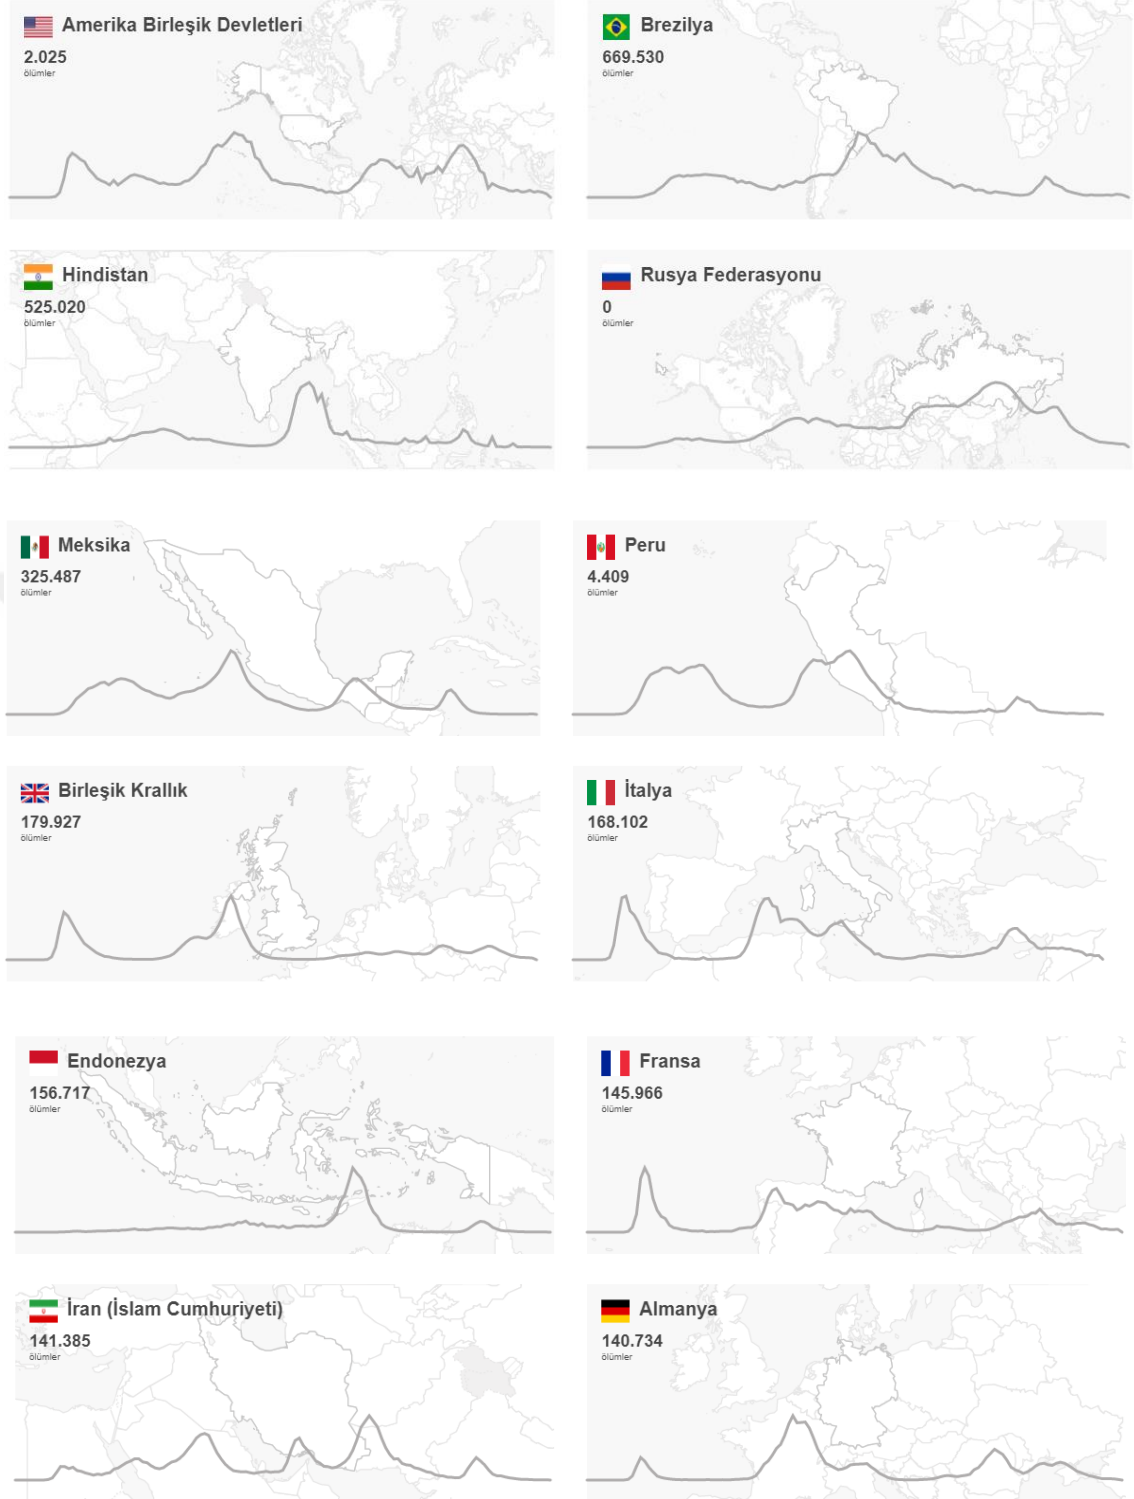 Amerika Birleşik Devletleri
2.025
ölümler
Brezilya
669.530
ölümler
Hindistan
525.020
ölümler
Rusya Federasyonu
0
ölümler
Meksika
325.487
ölümler
Peru
4.409
ölümler
Birleşik Krallık
179.927
ölümler
İtalya
168.102
ölümler
Endonezya
156.717
ölümler
Fransa
145.966
ölümler
İran (İslam Cumhuriyeti)
141.385
ölümler
Almanya
140.734
ölümler